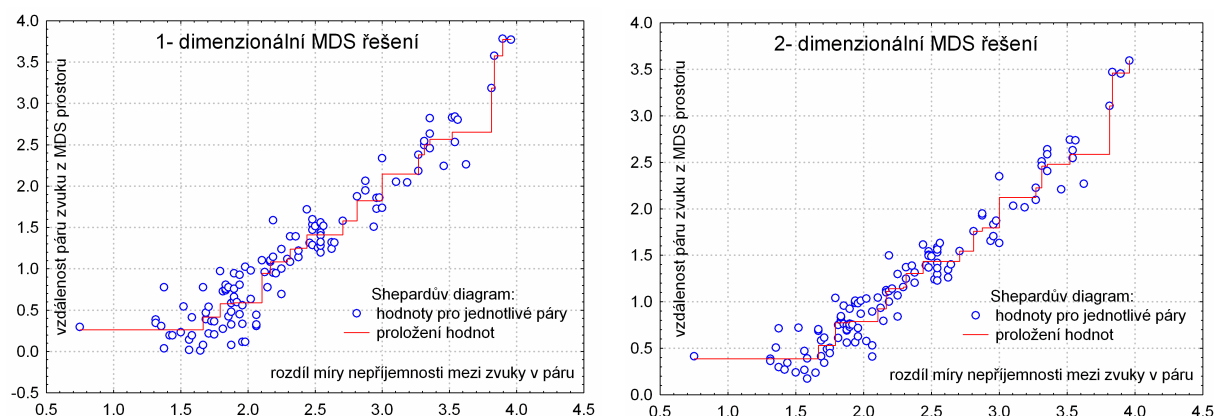 1- dimenzionální MDS řešení
vzdálenost páru zvuku z MDS prostoru
4.0
3.5
3.0
2.5
2.0
1.5
1.0
0.5
0.0
-0.5
Shepardův diagram:
hodnoty pro jednotlivé páry
proložení hodnot
rozdíl míry nepříjemnosti mezi zvuky v páru
0.5 1.0 1.5 2.0 2.5 3.0 3.5 4.0 4.5
2- dimenzionální MDS řešení
vzdálenost páru zvuku z MDS prostoru
4.0
3.5
3.0
2.5
2.0
1.5
1.0
0.5
0.0
Shepardův diagram:
hodnoty pro jednotlivé páry
proložení hodnot
rozdíl míry nepříjemnosti mezi zvuky v páru
0.5 1.0 1.5 2.0 2.5 3.0 3.5 4.0 4.5